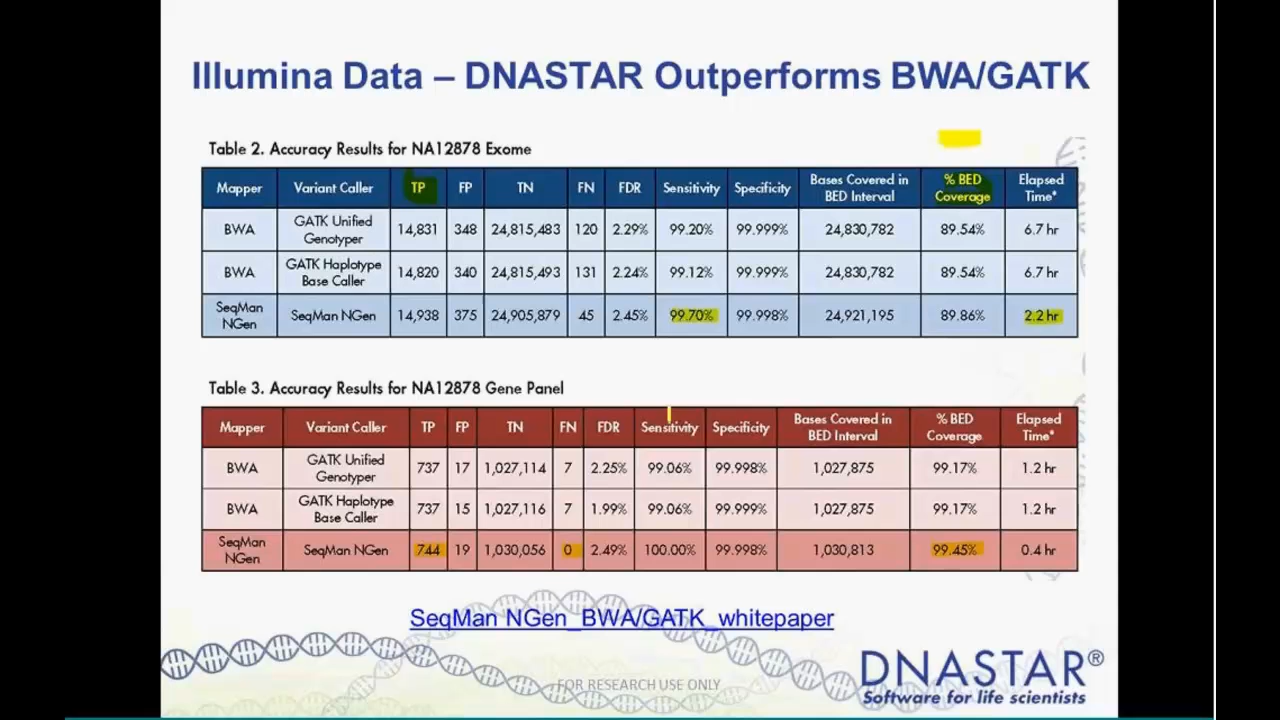 Illumina Data – DNASTAR Outperforms BWA/GATK
Table 2. Accuracy Results for NA12878 Exome
Mapper Variant Caller TP FP TN FN FDR Sensitivity Specificity Bases Covered in BED Interval % BED Coverage Elapsed Time*
BWA GATK Unified Genotyper 14,831 348 24,815,483 120 2.29% 99.20% 99.999% 24,830,782 89.54% 6.7 hr
BWA GATK Haplotype Base Caller 14,820 340 24,815,493 131 2.24% 99.12% 99.999% 24,830,782 89.54% 6.7 hr
SeqMan NGen SeqMan NGen 14,938 375 24,905,879 45 2.45% 99.70% 99.998% 24,921,195 89.86% 2.2 hr
Table 3. Accuracy Results for NA12878 Gene Panel
Mapper Variant Caller TP FP TN FN FDR Sensitivity Specificity Bases Covered in BED Interval % BED Coverage Elapsed Time*
BWA GATK Unified Genotyper 737 17 1,027,114 7 2.25% 99.06% 99.998% 1,027,875 99.17% 1.2 hr
BWA GATK Haplotype Base Caller 737 15 1,027,116 7 1.99% 99.06% 99.999% 1,027,875 99.17% 1.2 hr
SeqMan NGen SeqMan NGen 744 19 1,030,056 0 2.49% 100.00% 99.998% 1,030,813 99.45% 0.4 hr
SeqMan NGen_BWA/GATK_whitepaper
FOR RESEARCH USE ONLY
DNASTAR®
Software for life scientists